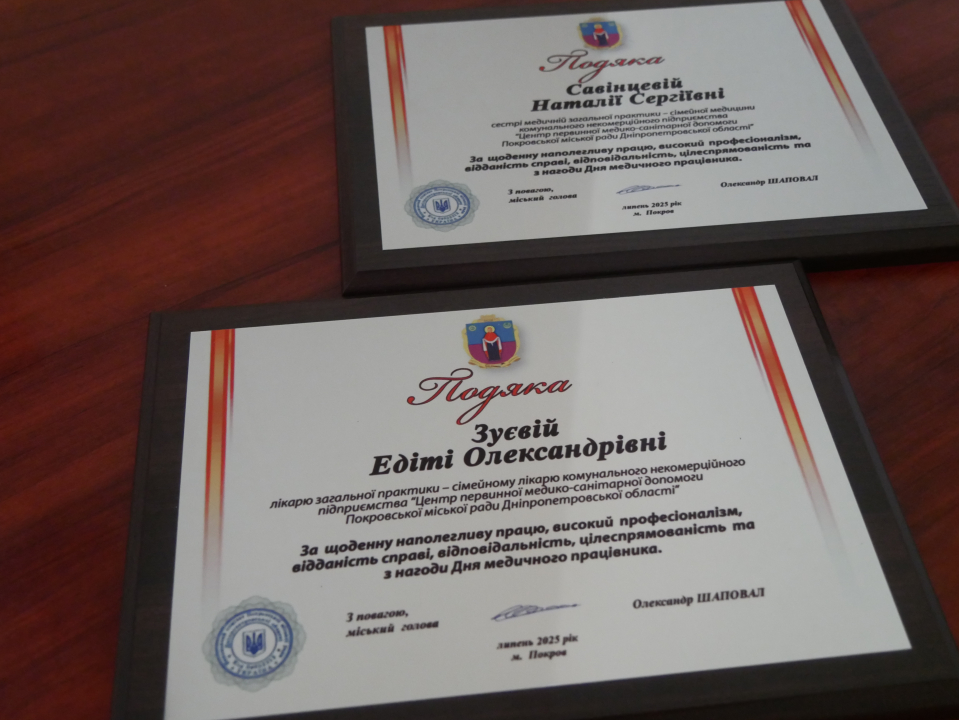 Подяка
Савінцевій
Наталії Сергіївні
сестрі медичній загальної практики – сімейної медицини
комунального некомерційного підприємства
"Центр первинної медико-санітарної допомоги
Покровської міської ради Дніпропетровської області"
За щоденну наполегливу працю, високий професіоналізм,
відданість справі, відповідальність, цілеспрямованість та
з нагоди Дня медичного працівника.
З повагою,
міський голова
Олександр ШАПОВАЛ
липень 2025 рік
м. Покров
Подяка
Зуєвій
Едіті Олександрівні
лікарю загальної практики – сімейному лікарю комунального некомерційного
підприємства "Центр первинної медико-санітарної допомоги
Покровської міської ради Дніпропетровської області"
За щоденну наполегливу працю, високий професіоналізм,
відданість справі, відповідальність, цілеспрямованість та
з нагоди Дня медичного працівника.
З повагою,
міський голова
Олександр ШАПОВАЛ
липень 2025 рік
м. Покров